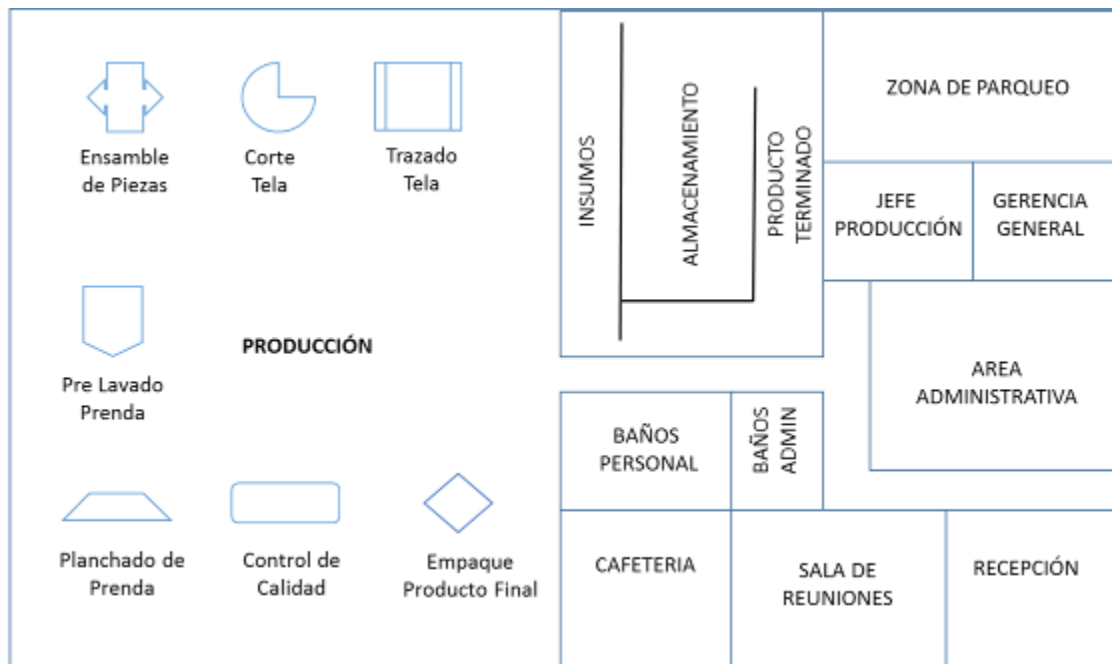 Ensamble
de Piezas
Corte
Tela
Trazado
Tela
Pre Lavado
Prenda
PRODUCCIÓN
Planchado de
Prenda
Control de
Calidad
Empaque
Producto Final
INSUMOS
ALMACENAMIENTO
PRODUCTO
TERMINADO
ZONA DE PARQUEO
JEFE
PRODUCCIÓN
GERENCIA
GENERAL
AREA
ADMINISTRATIVA
BAÑOS
PERSONAL
BAÑOS
ADMIN
CAFETERIA
SALA DE
REUNIONES
RECEPCIÓN